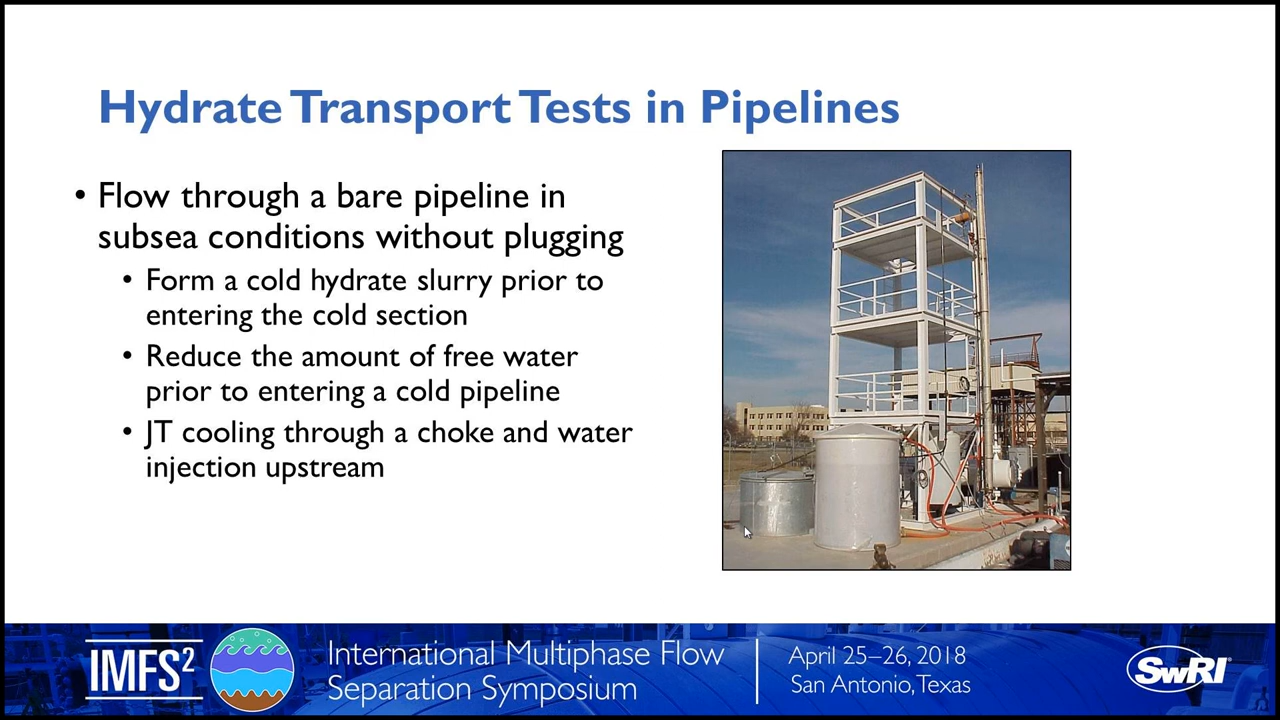 Hydrate Transport Tests in Pipelines
• Flow through a bare pipeline in
subsea conditions without plugging
• Form a cold hydrate slurry prior to
entering the cold section
• Reduce the amount of free water
prior to entering a cold pipeline
• JT cooling through a choke and water
injection upstream
IMFS²
International Multiphase Flow
Separation Symposium
April 25–26, 2018
San Antonio, Texas
SwRI®